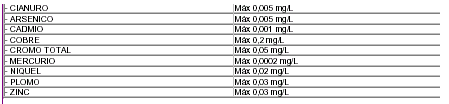 - CIANURO Máx 0,005 mg/L
- ARSENICO Máx 0,005 mg/L
- CADMIO Máx 0,001 mg/L
- COBRE Máx 0,2 mg/L
- CROMO TOTAL Máx 0,05 mg/L
- MERCURIO Máx 0,0002 mg/L
- NIQUEL Máx 0,02 mg/L
- PLOMO Máx 0,03 mg/L
- ZINC Máx 0,03 mg/L